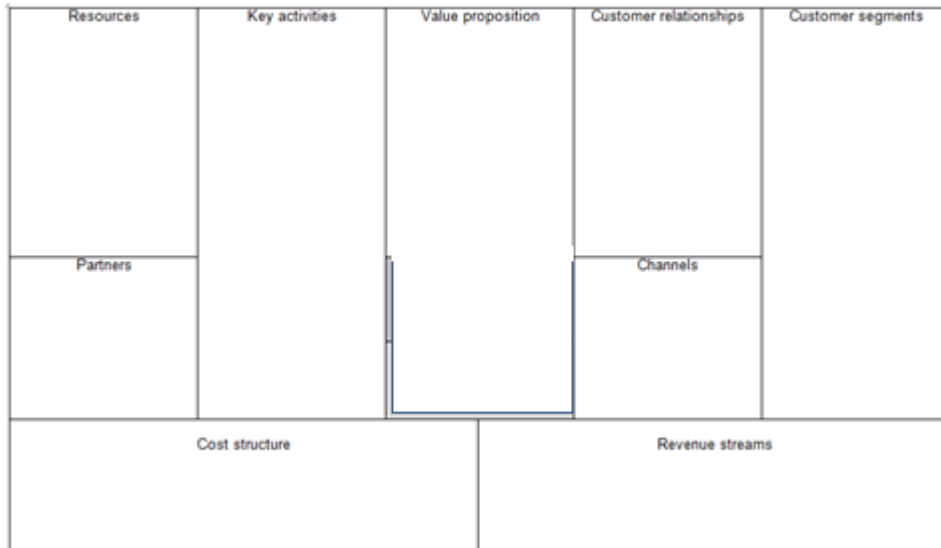 Resources
Key activities
Value proposition
Customer relationships
Customer segments
Partners
Channels
Cost structure
Revenue streams